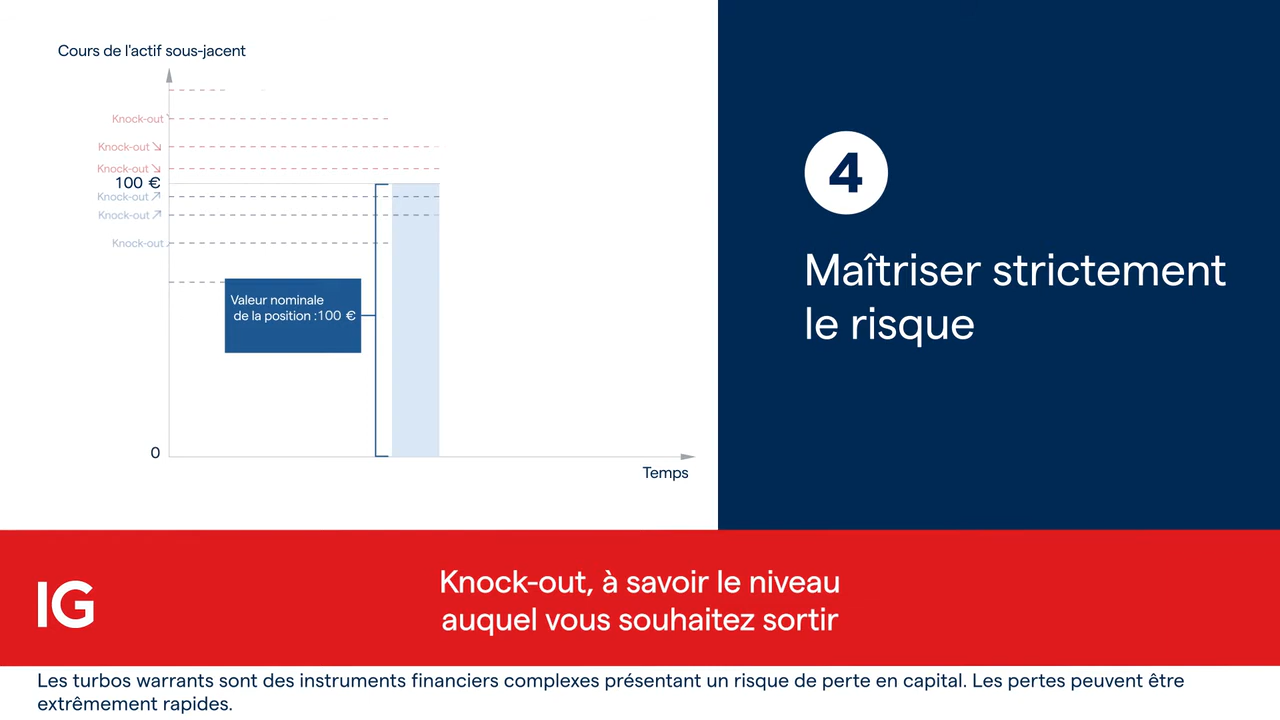 Cours de l'actif sous-jacent
Knock-out
Knock-out ↘
Knock-out ↘
100 €
Knock-out ↗
Knock-out ↗
Knock-out
Valeur nominale
de la position :100 €
0
Temps
4
Maîtriser strictement
le risque
IG
Knock-out, à savoir le niveau
auquel vous souhaitez sortir
Les turbos warrants sont des instruments financiers complexes présentant un risque de perte en capital. Les pertes peuvent être
extrêmement rapides.